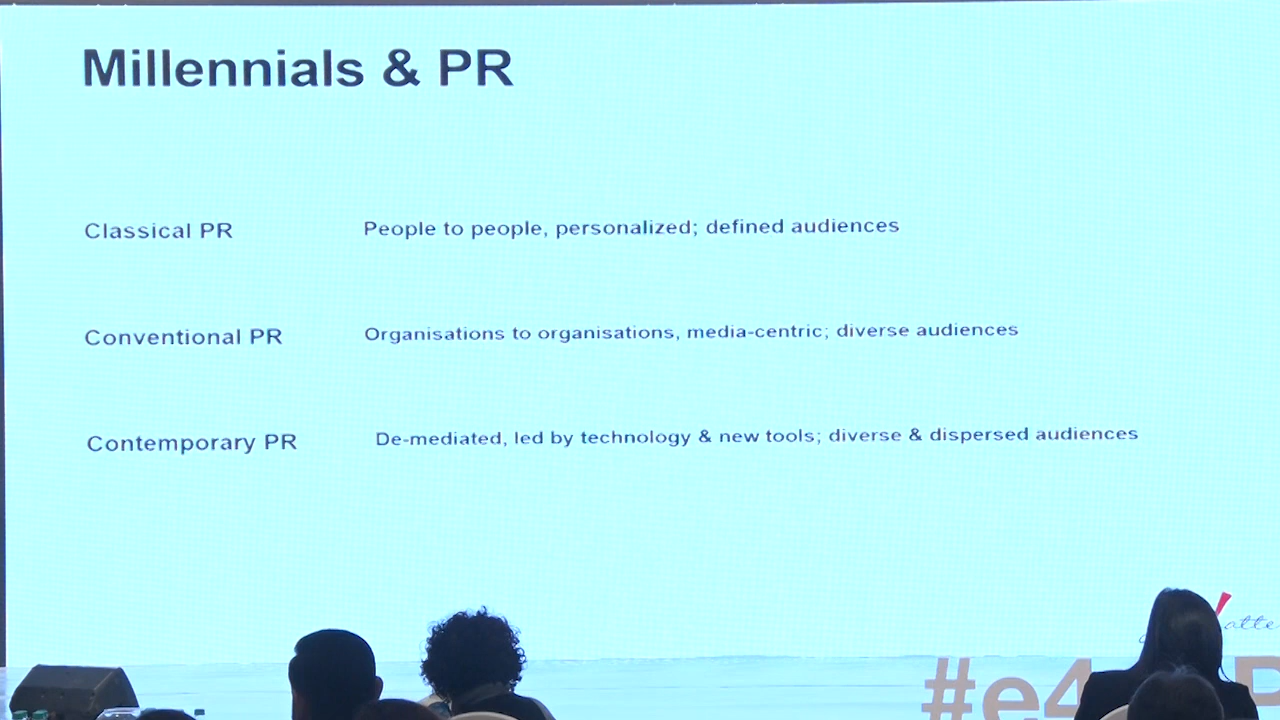 Millennials & PR
Classical PR People to people, personalized; defined audiences
Conventional PR Organisations to organisations, media-centric; diverse audiences
Contemporary PR De-mediated, led by technology & new tools; diverse & dispersed audiences